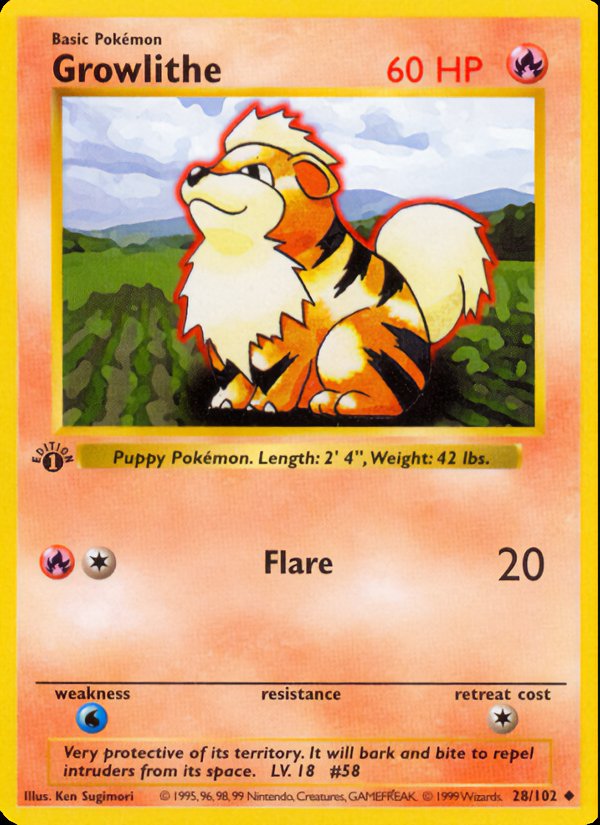 Basic Pokémon
Growlithe 60 HP
EDITION
1
Puppy Pokémon. Length: 2' 4", Weight: 42 lbs.
Flare 20
weakness resistance retreat cost
Very protective of its territory. It will bark and bite to repel
intruders from its space. LV. 18 #58
Illus. Ken Sugimori © 1995, 96, 98, 99 Nintendo, Creatures, GAMEFREAK. © 1999 Wizards. 28/102